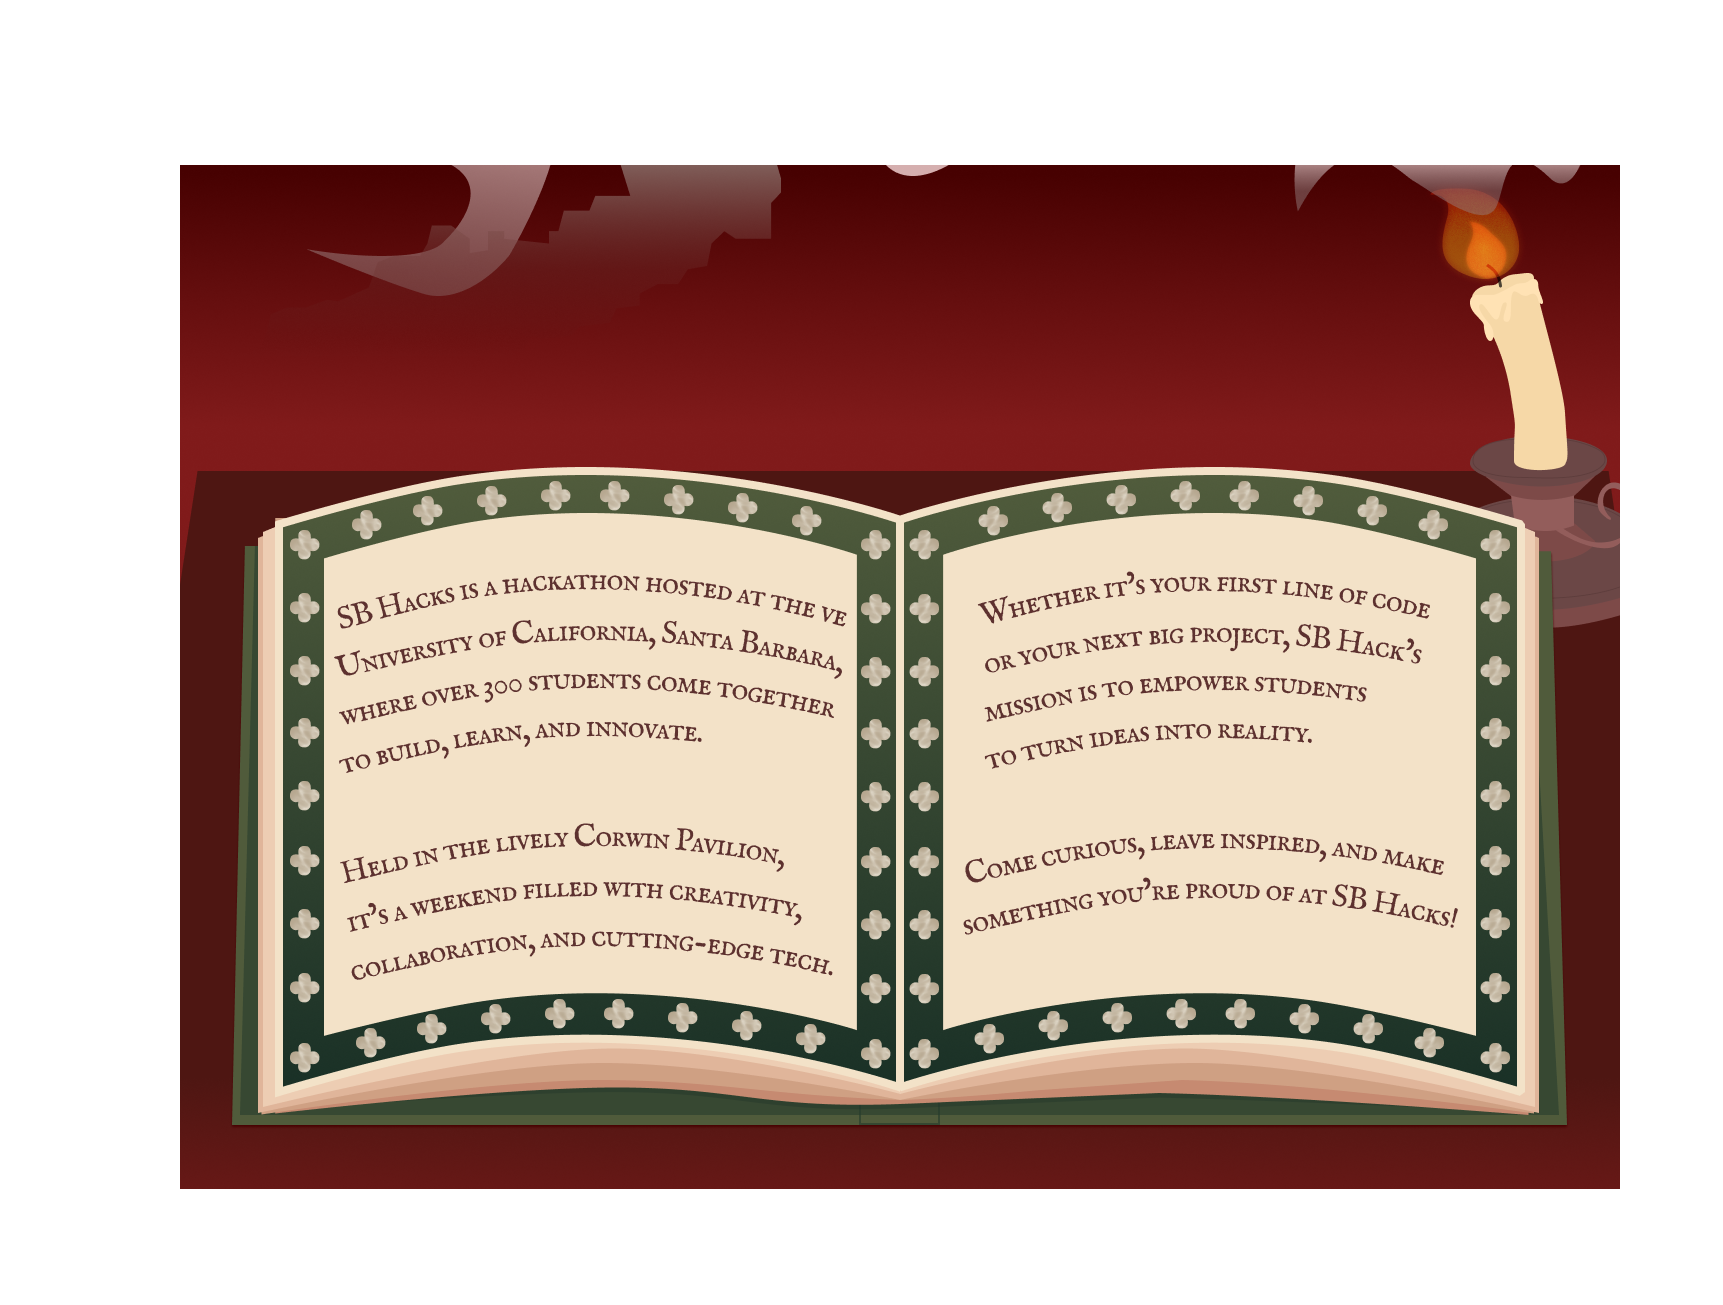 SB Hacks is a hackathon hosted at the ve
University of California, Santa Barbara,
where over 300 students come together
to build, learn, and innovate.
Held in the lively Corwin Pavilion,
it's a weekend filled with creativity,
collaboration, and cutting-edge tech.
Whether it's your first line of code
or your next big project, SB Hack's
mission is to empower students
to turn ideas into reality.
Come curious, leave inspired, and make
something you're proud of at SB Hacks!